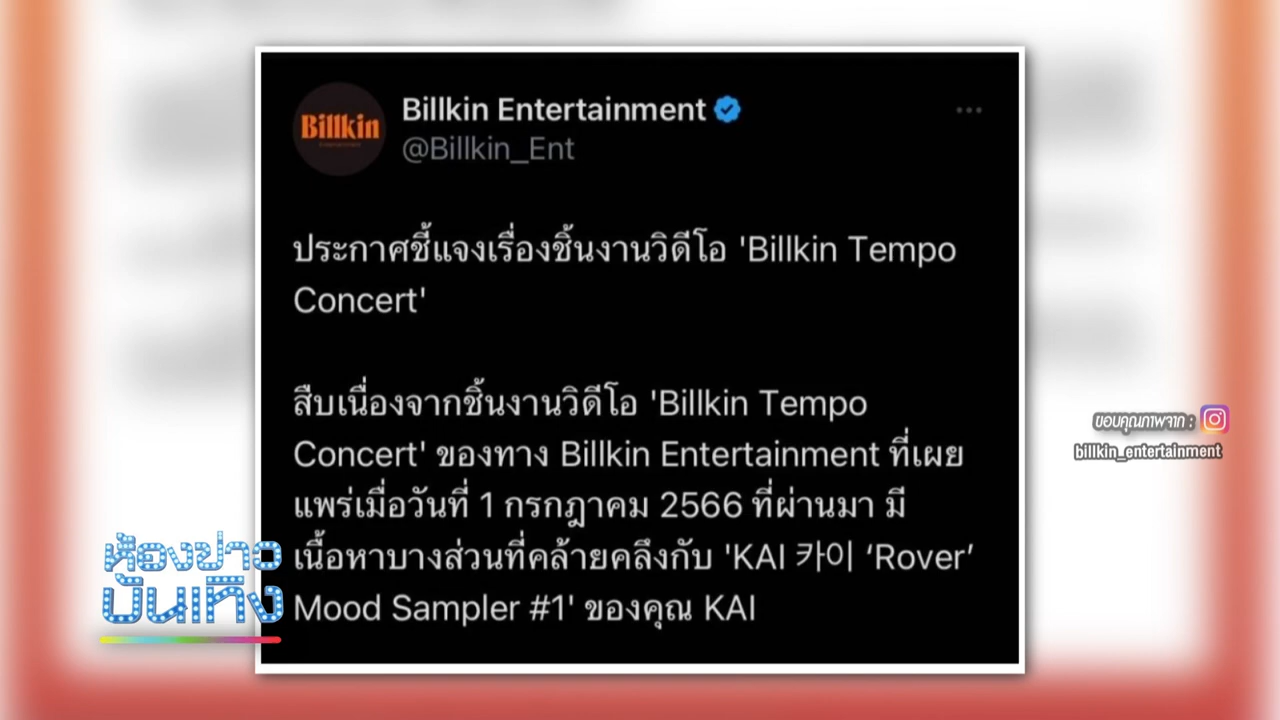 Billkin
Billkin Entertainment
@Billkin_Ent
ประกาศชี้แจงเรื่องชิ้นงานวิดีโอ 'Billkin Tempo
Concert'
สืบเนื่องจากชิ้นงานวิดีโอ 'Billkin Tempo
Concert' ของทาง Billkin Entertainment ที่เผย
แพร่เมื่อวันที่ 1 กรกฎาคม 2566 ที่ผ่านมา มี
เนื้อหาบางส่วนที่คล้ายคลึงกับ 'KAI 카이 ‘Rover’
Mood Sampler #1' ของคุณ KAI
ขอบคุณภาพจาก :
billkin_entertainment
ห้องข่าว
บันเทิง